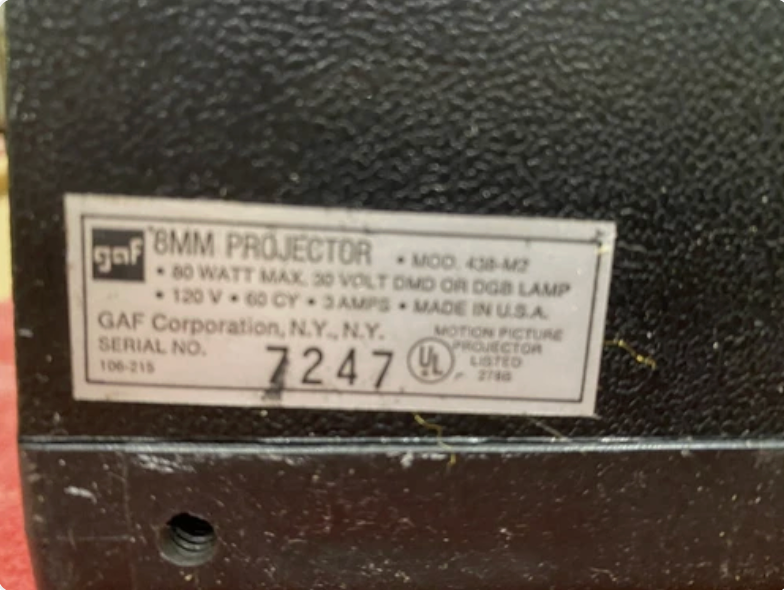 gaf
8MM PROJECTOR • MOD. 438-M2
• 80 WATT MAX. 30 VOLT DMD OR DGB LAMP
• 120 V • 60 CY • 3 AMPS • MADE IN U.S.A.
GAF Corporation, N.Y., N.Y.
SERIAL NO. 7247
106-215
UL
MOTION PICTURE
PROJECTOR
LISTED